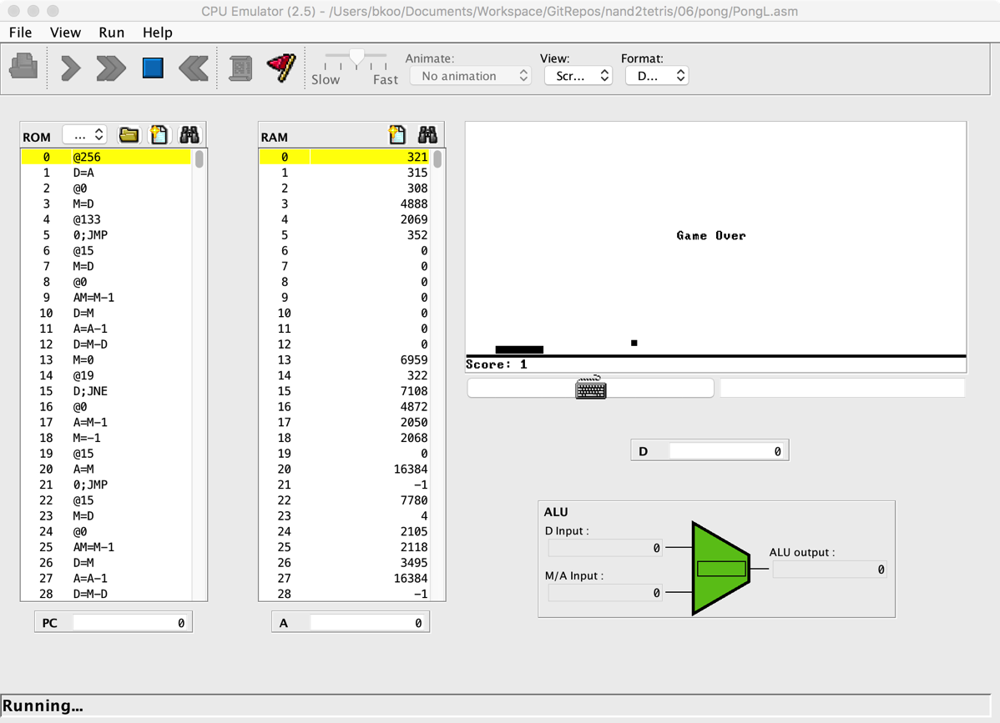 CPU Emulator (2.5) - /Users/bkoo/Documents/Workspace/GitRepos/nand2tetris/06/pong/PongL.asm
File View Run Help
Slow Fast
Animate:
No animation
View:
Scr...
Format:
D...
ROM ...
0 @256
1 D=A
2 @0
3 M=D
4 @133
5 0;JMP
6 @15
7 M=D
8 @0
9 AM=M-1
10 D=M
11 A=A-1
12 D=M-D
13 M=0
14 @19
15 D;JNE
16 @0
17 A=M-1
18 M=-1
19 @15
20 A=M
21 0;JMP
22 @15
23 M=D
24 @0
25 AM=M-1
26 D=M
27 A=A-1
28 D=M-D
PC 0
RAM
0 321
1 315
2 308
3 4888
4 2069
5 352
6 0
7 0
8 0
9 0
10 0
11 0
12 0
13 6959
14 322
15 7108
16 4872
17 2050
18 2068
19 0
20 16384
21 -1
22 7780
23 4
24 2105
25 2118
26 3495
27 16384
28 -1
A 0
Game Over
Score: 1
D 0
ALU
D Input :
0
M/A Input :
0
ALU output :
0
Running...